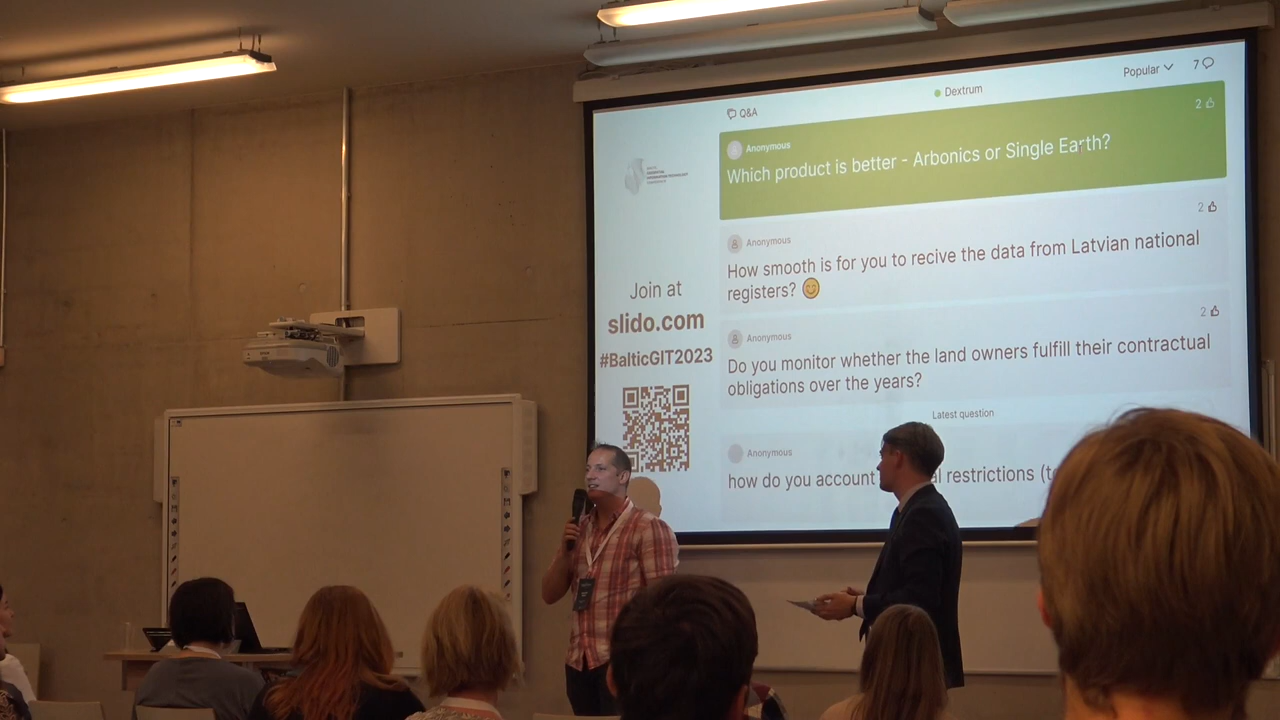 Popular
7
Dextrum
Q&A
2
Anonymous
Which product is better - Arbonics or Single Earth?
2
Anonymous
How smooth is for you to recive the data from Latvian national
registers? 😊
2
Anonymous
Do you monitor whether the land owners fulfill their contractual
obligations over the years?
Latest question
Anonymous
how do you account
restrictions
Join at
slido.com
#BalticGIT2023